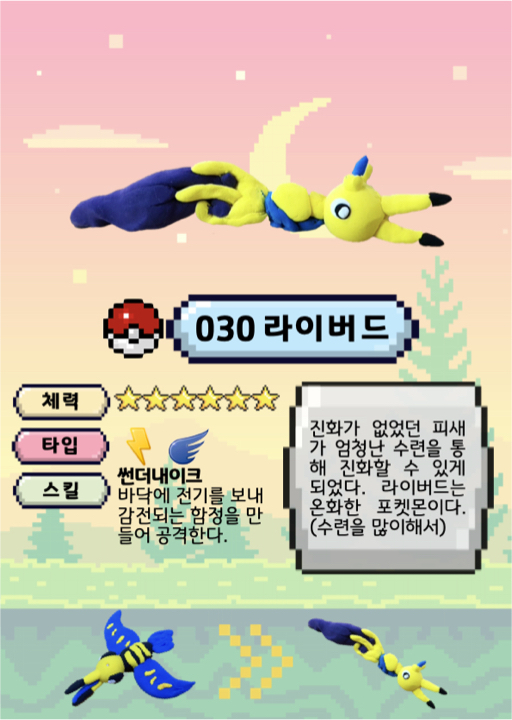 030 라이버드
체력
타입
스킬
썬더내이크
바닥에 전기를 보내
감전되는 함정을 만
들어 공격한다.
진화가 없었던 피새
가 엄청난 수련을 통
해 진화할 수 있게
되었다. 라이버드는
온화한 포켓몬이다.
(수련을 많이해서)